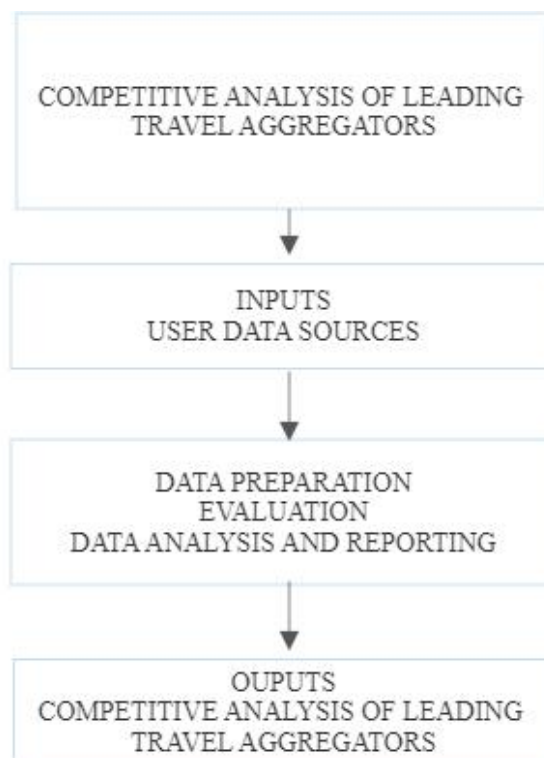 COMPETITIVE ANALYSIS OF LEADING
TRAVEL AGGREGATORS
INPUTS
USER DATA SOURCES
DATA PREPARATION
EVALUATION
DATA ANALYSIS AND REPORTING
OUPUTS
COMPETITIVE ANALYSIS OF LEADING
TRAVEL AGGREGATORS